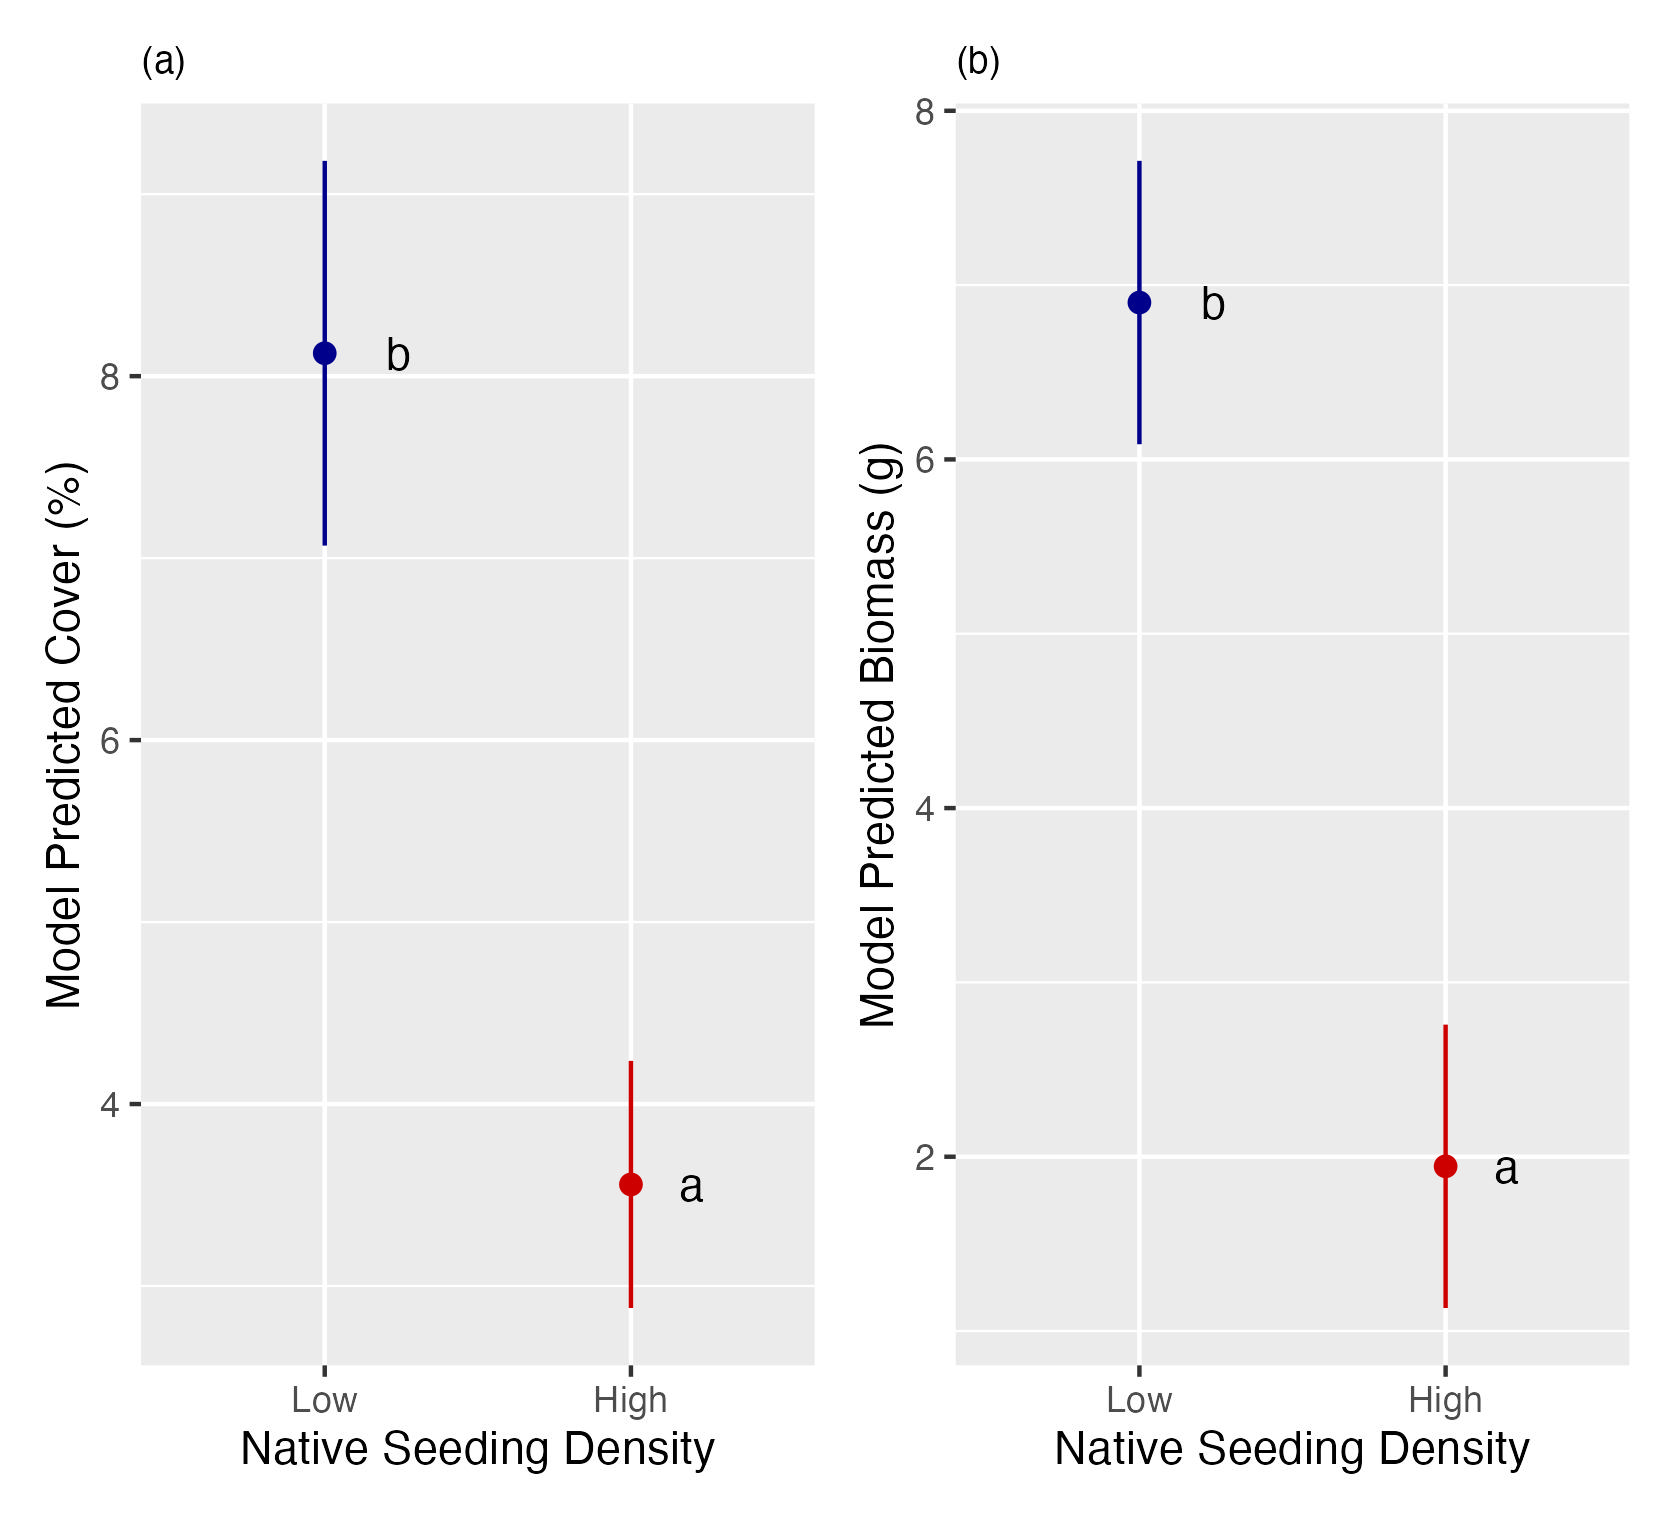 (a)
Model Predicted Cover (%)
8
6
4
b
a
Low High
Native Seeding Density
(b)
Model Predicted Biomass (g)
8
6
4
2
b
a
Low High
Native Seeding Density